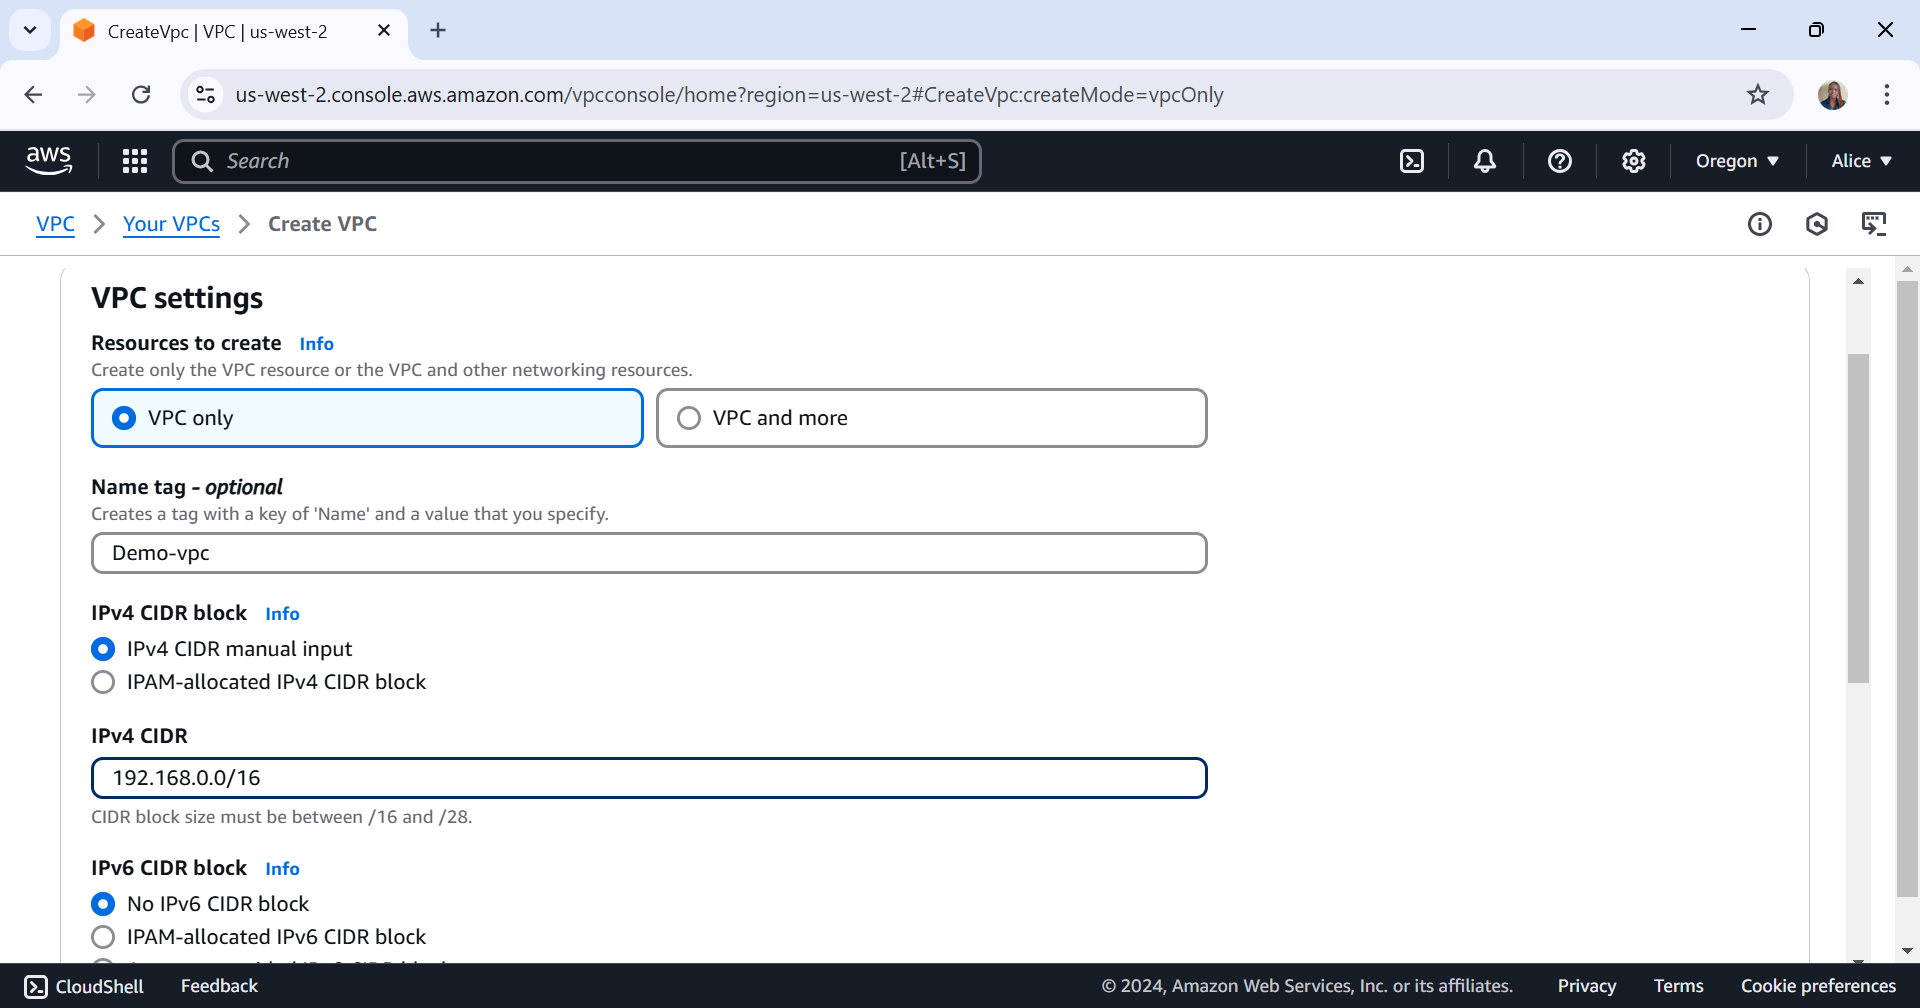 CreateVpc | VPC | us-west-2
us-west-2.console.aws.amazon.com/vpcconsole/home?region=us-west-2#CreateVpc:createMode=vpcOnly
aws
Search
[Alt+S]
Oregon
Alice
VPC
Your VPCs
Create VPC
VPC settings
Resources to create Info
Create only the VPC resource or the VPC and other networking resources.
VPC only
VPC and more
Name tag - optional
Creates a tag with a key of 'Name' and a value that you specify.
Demo-vpc
IPv4 CIDR block Info
IPv4 CIDR manual input
IPAM-allocated IPv4 CIDR block
IPv4 CIDR
192.168.0.0/16
CIDR block size must be between /16 and /28.
IPv6 CIDR block Info
No IPv6 CIDR block
IPAM-allocated IPv6 CIDR block
CloudShell
Feedback
© 2024, Amazon Web Services, Inc. or its affiliates.
Privacy
Terms
Cookie preferences